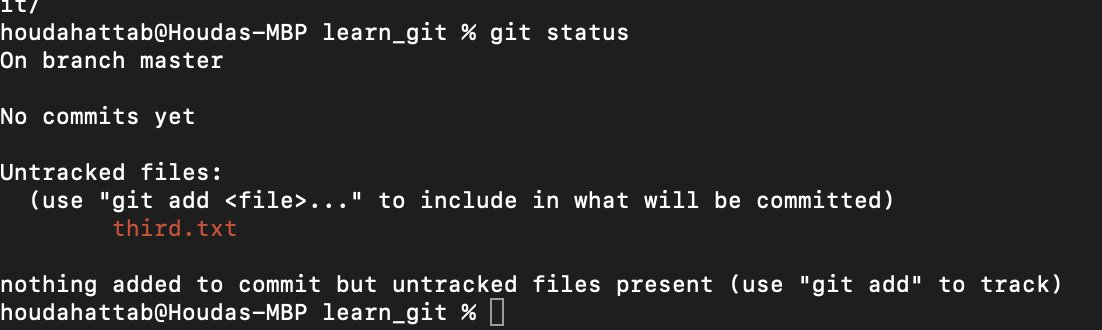 it/
houdahattab@Houdas-MBP learn_git % git status
On branch master
No commits yet
Untracked files:
(use "git add <file>..." to include in what will be committed)
third.txt
nothing added to commit but untracked files present (use "git add" to track)
houdahattab@Houdas-MBP learn_git %